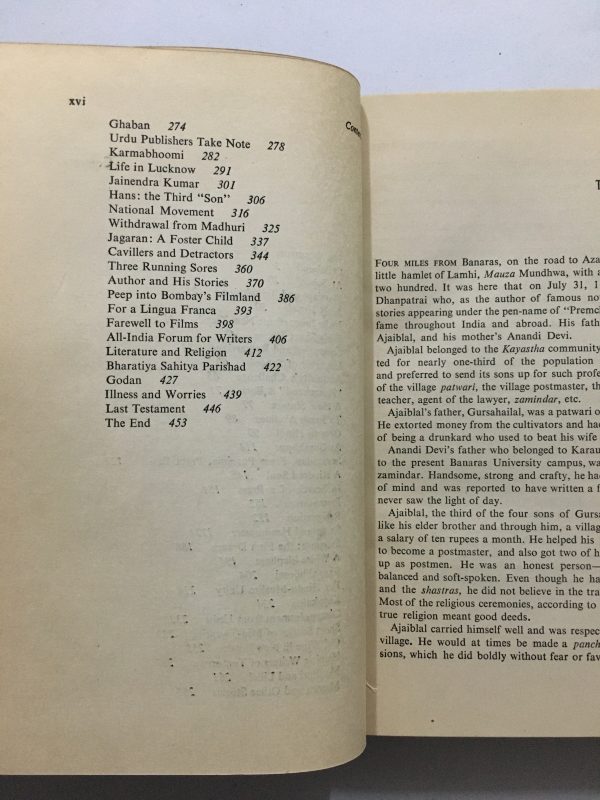 xvi
Ghaban 274
Urdu Publishers Take Note 278
Karmabhoomi 282
Life in Lucknow 291
Jainendra Kumar 301
Hans: the Third "Son" 306
National Movement 316
Withdrawal from Madhuri 325
Jagaran: A Foster Child 337
Cavillers and Detractors 344
Three Running Sores 360
Author and His Stories 370
Peep into Bombay's Filmland 386
For a Lingua Franca 393
Farewell to Films 398
All-India Forum for Writers 406
Literature and Religion 412
Bharatiya Sahitya Parishad 422
Godan 427
Illness and Worries 439
Last Testament 446
The End 453
FOUR MILES FROM Banaras, on the road to Aza
little hamlet of Lamhi, Mauza Mundhwa, with a
two hundred. It was here that on July 31, 1
Dhanpatrai who, as the author of famous no
stories appearing under the pen-name of "Premc
fame throughout India and abroad. His fath
Ajaiblal, and his mother's Anandi Devi.
Ajaiblal belonged to the Kayastha community
ted for nearly one-third of the population
and preferred to send its sons up for such profe
of the village patwari, the village postmaster, th
teacher, agent of the lawyer, zamindar, etc.
Ajaiblal's father, Gursahailal, was a patwari o
He extorted money from the cultivators and had
of being a drunkard who used to beat his wife
Anandi Devi's father who belonged to Karau
to the present Banaras University campus, wa
zamindar. Handsome, strong and crafty, he had
of mind and was reported to have written a f
never saw the light of day.
Ajaiblal, the third of the four sons of Gursa
like his elder brother and through him, a villag
a salary of ten rupees a month. He helped his
to become a postmaster, and also got two of h
up as postmen. He was an honest person—
balanced and soft-spoken. Even though he ha
and the shastras, he did not believe in the tra
Most of the religious ceremonies, according to
true religion meant good deeds.
Ajaiblal carried himself well and was respec
village. He would at times be made a panch
sions, which he did boldly without fear or fav